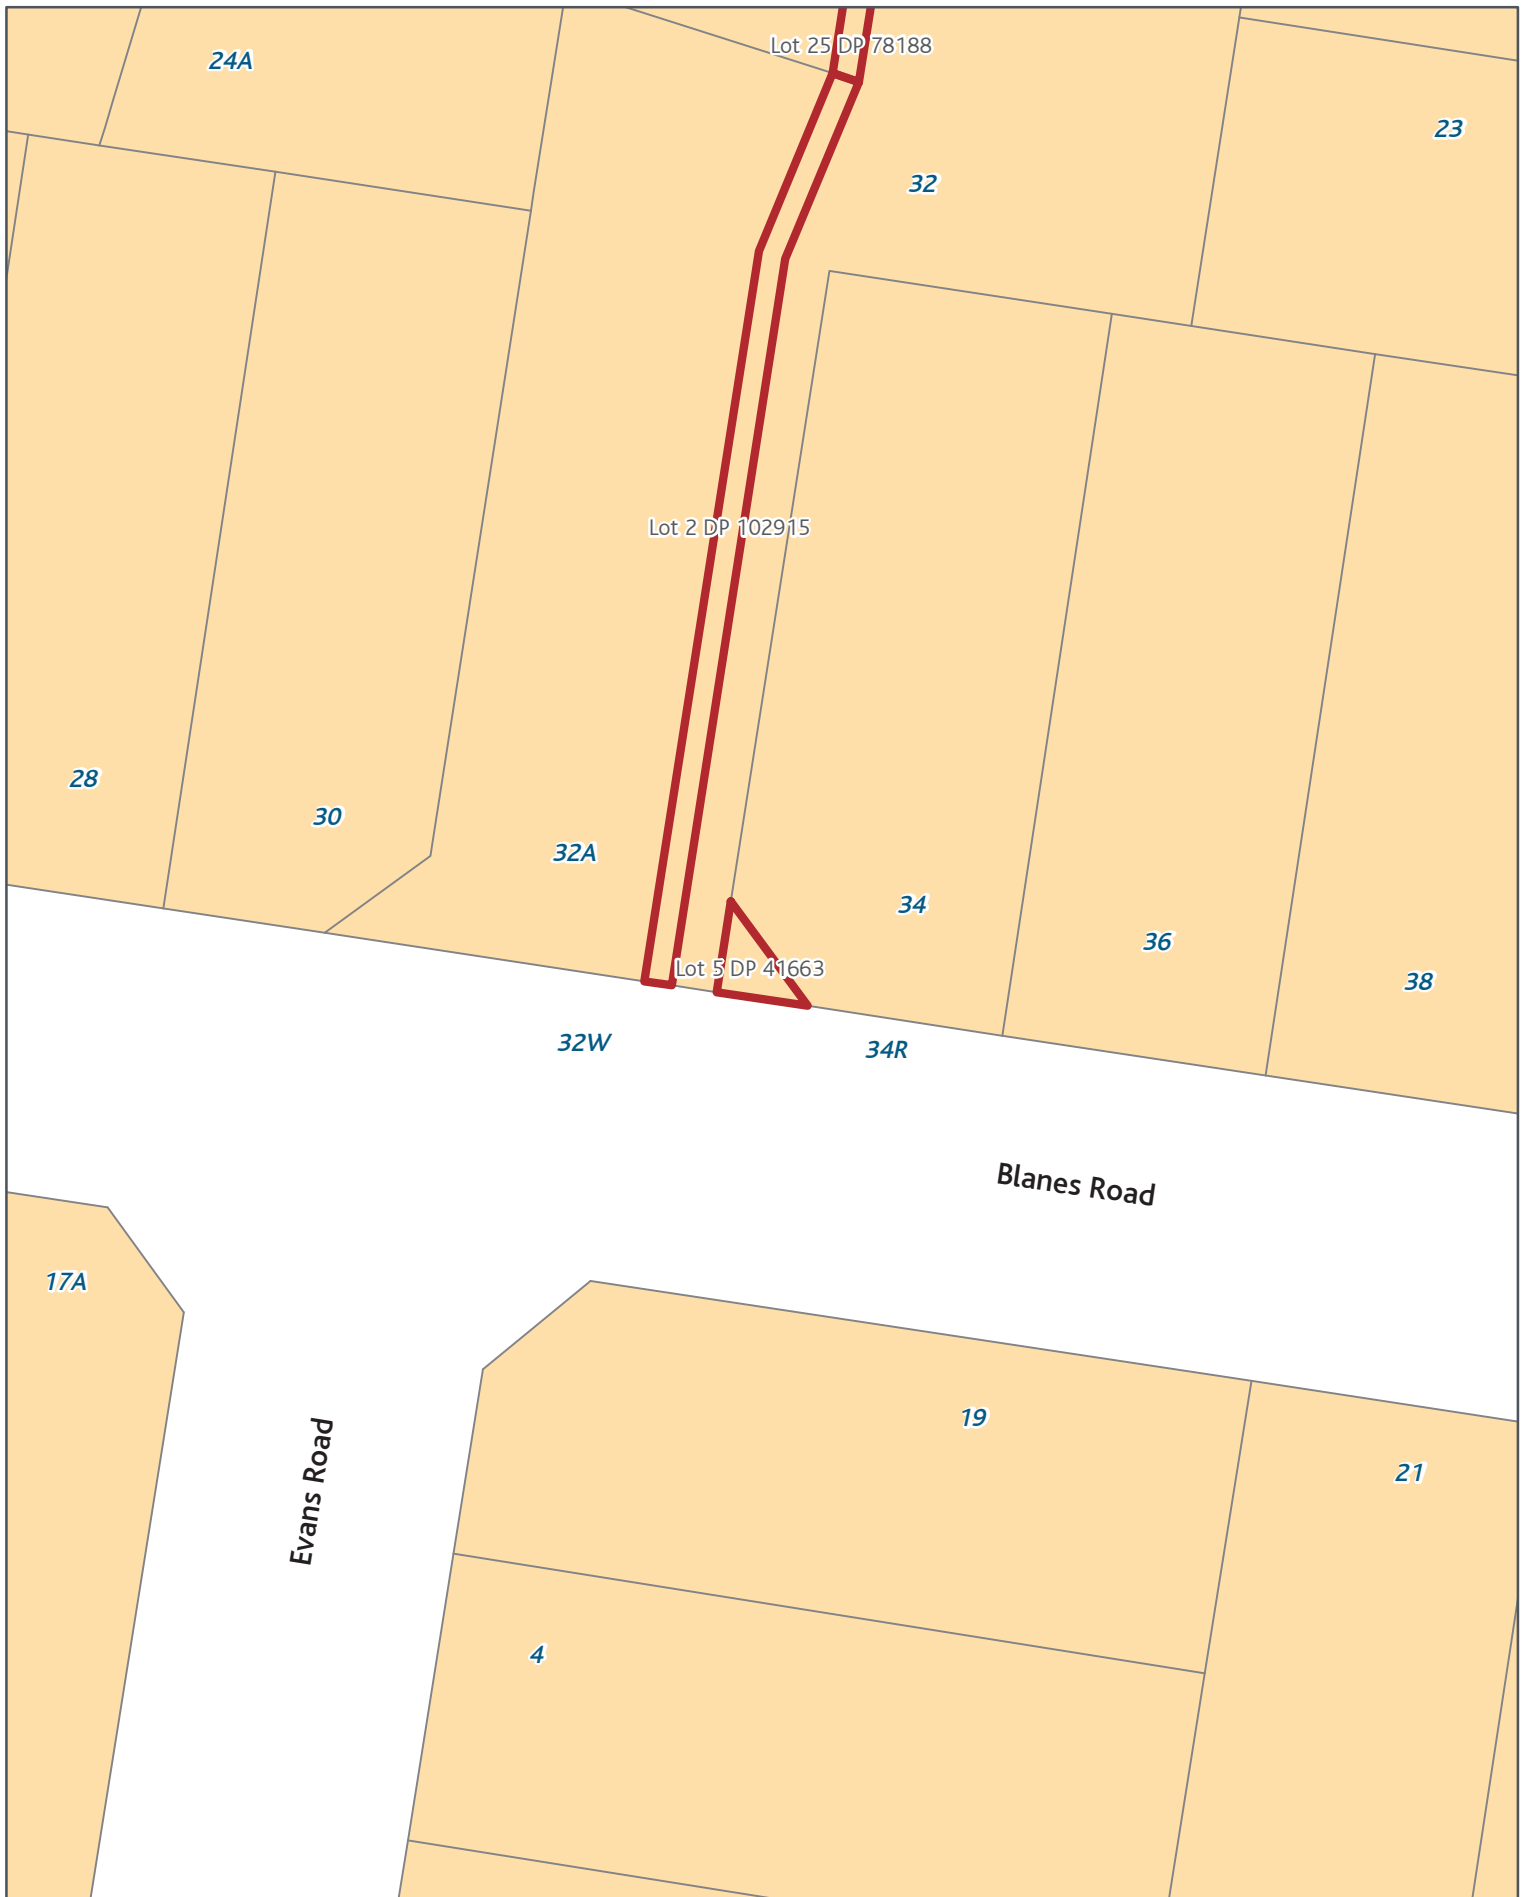 Lot 25 DP 78188
24A
23
32
Lot 2 DP 102915
28
30
32A
34
36
Lot 5 DP 41663
38
32W
34R
Blanes Road
17A
19
Evans Road
21
4